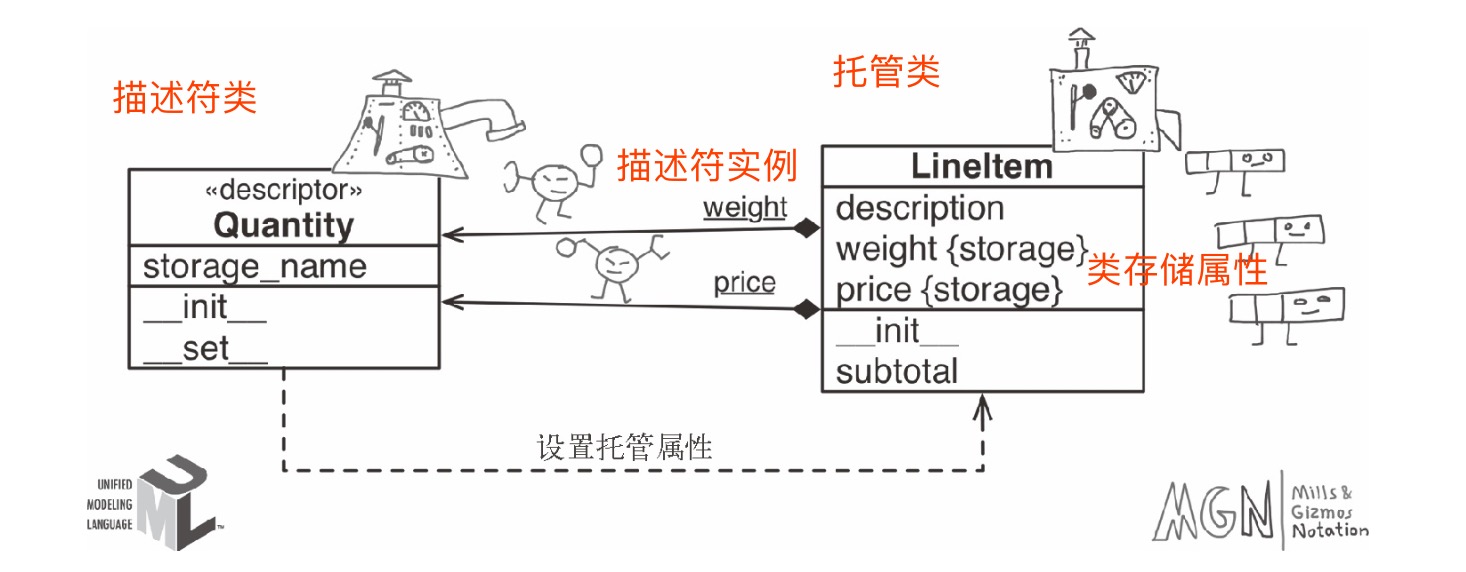 描述符类
托管类
描述符实例
«descriptor»
Quantity
storage_name
__init__
__set__
weight
price
LineItem
description
weight {storage}
price {storage}
类存储属性
__init__
subtotal
设置托管属性
UNIFIED
MODELING
LANGUAGE
UML
TM
MGN
Mills &
Gizmos
Notation